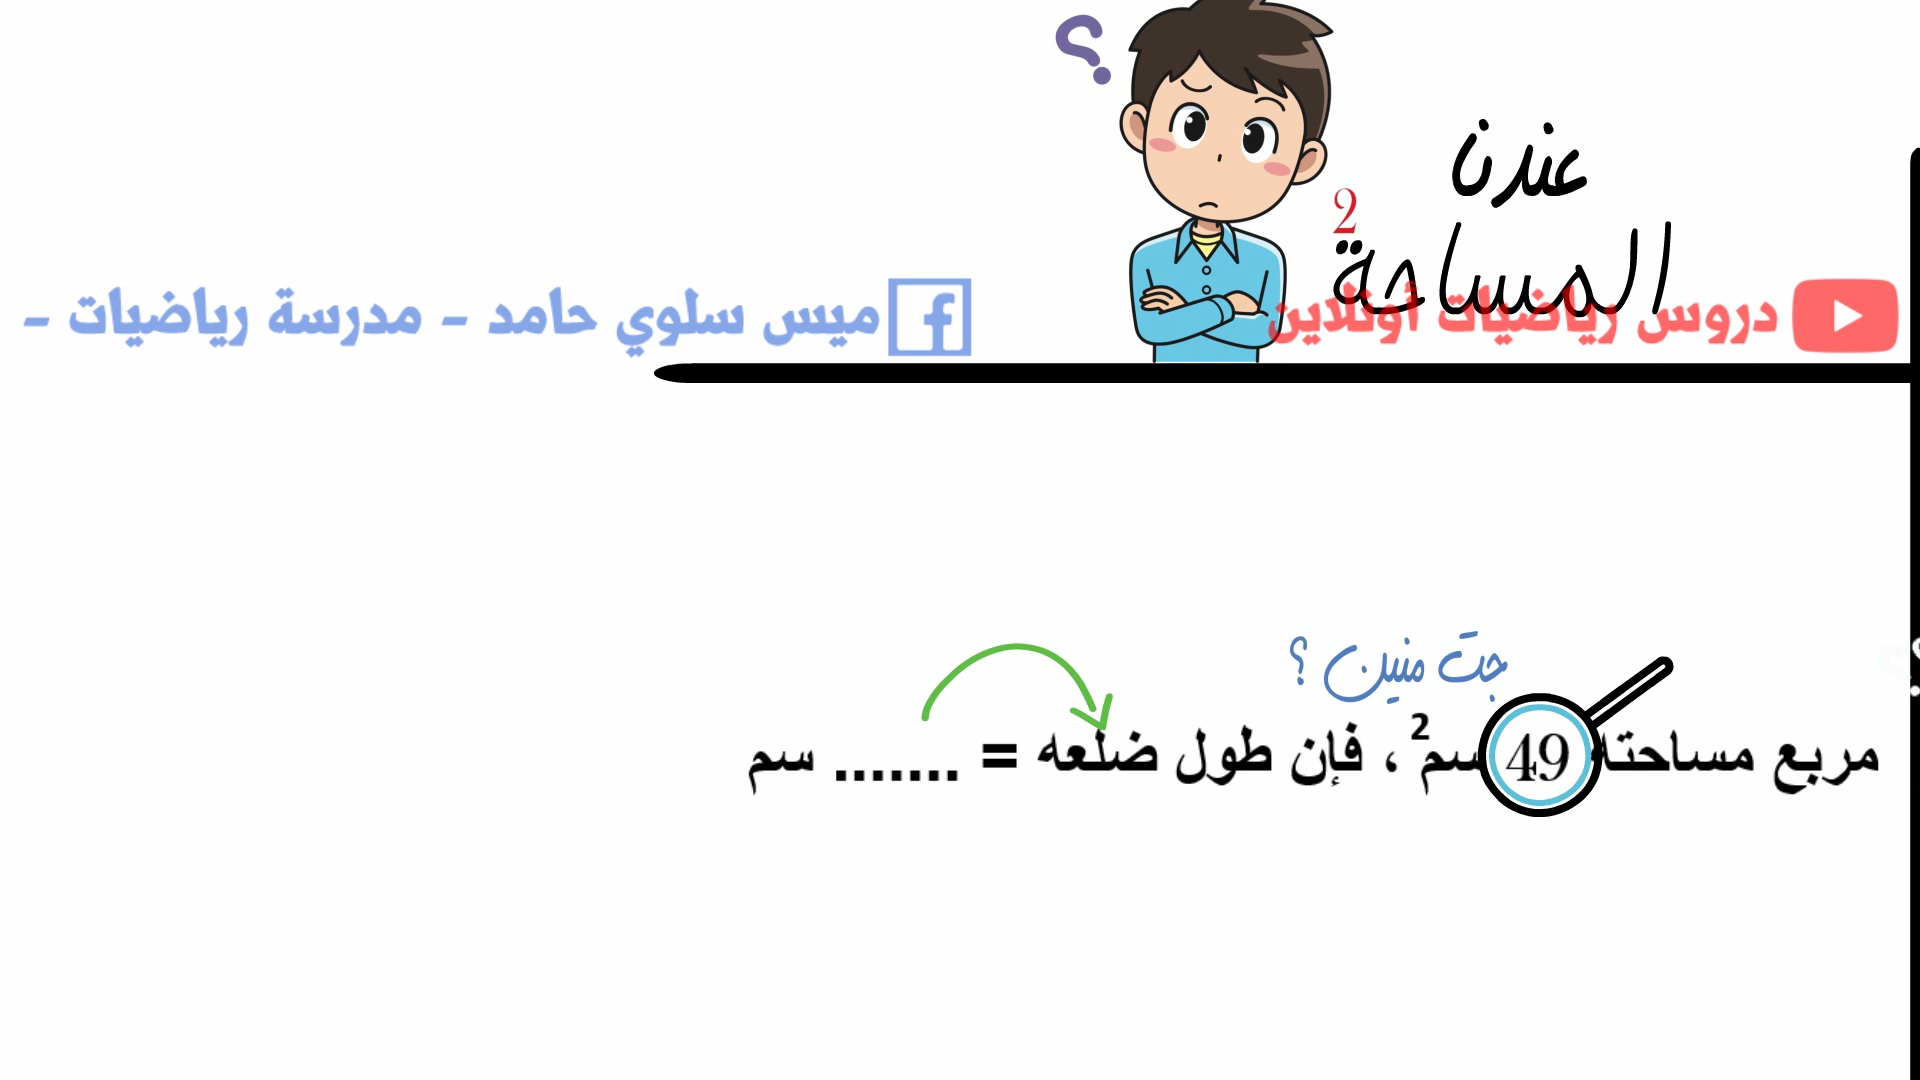 ؟
عندن
2
المساحة
دروس رياضيات أونلاين
ميس سلوي حامد - مدرسة رياضيات -
جت منين ؟
مربع مساحته 49 سم² ، فإن طول ضلعه = ....... سم